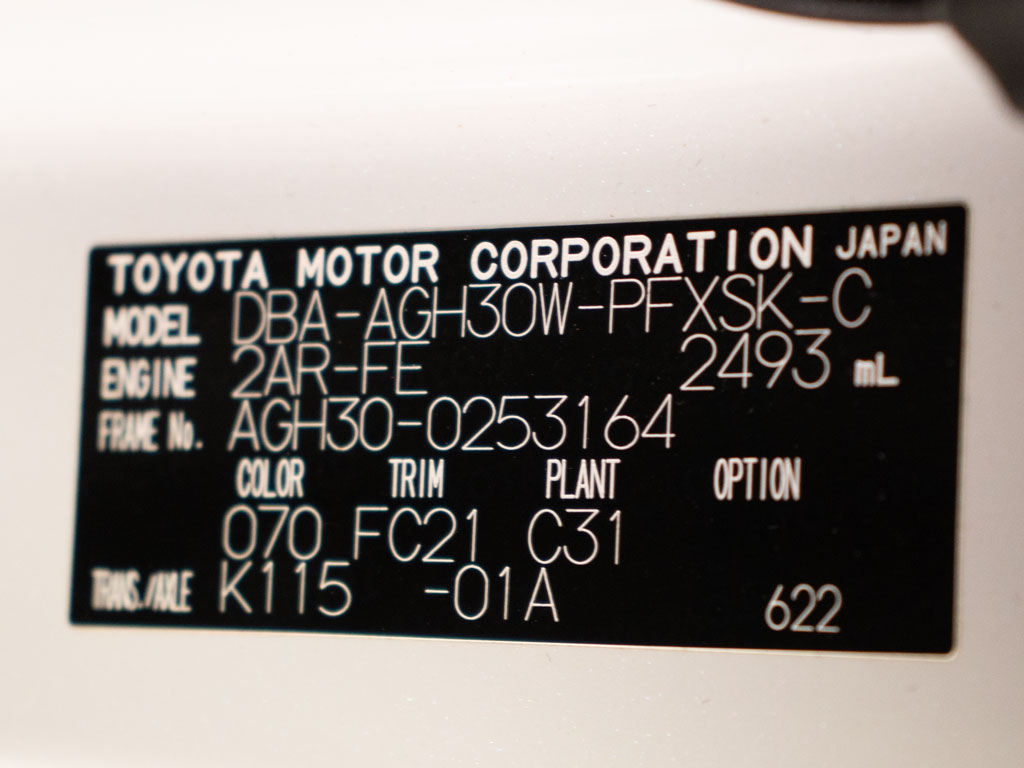 TOYOTA MOTOR CORPORATION JAPAN
MODEL DBA-AGH30W-PFXSK-C
ENGINE 2AR-FE 2493 mL
FRAME No. AGH30-0253164
COLOR TRIM PLANT OPTION
070 FC21 C31
TRANS./AXLE K115 -01A 622